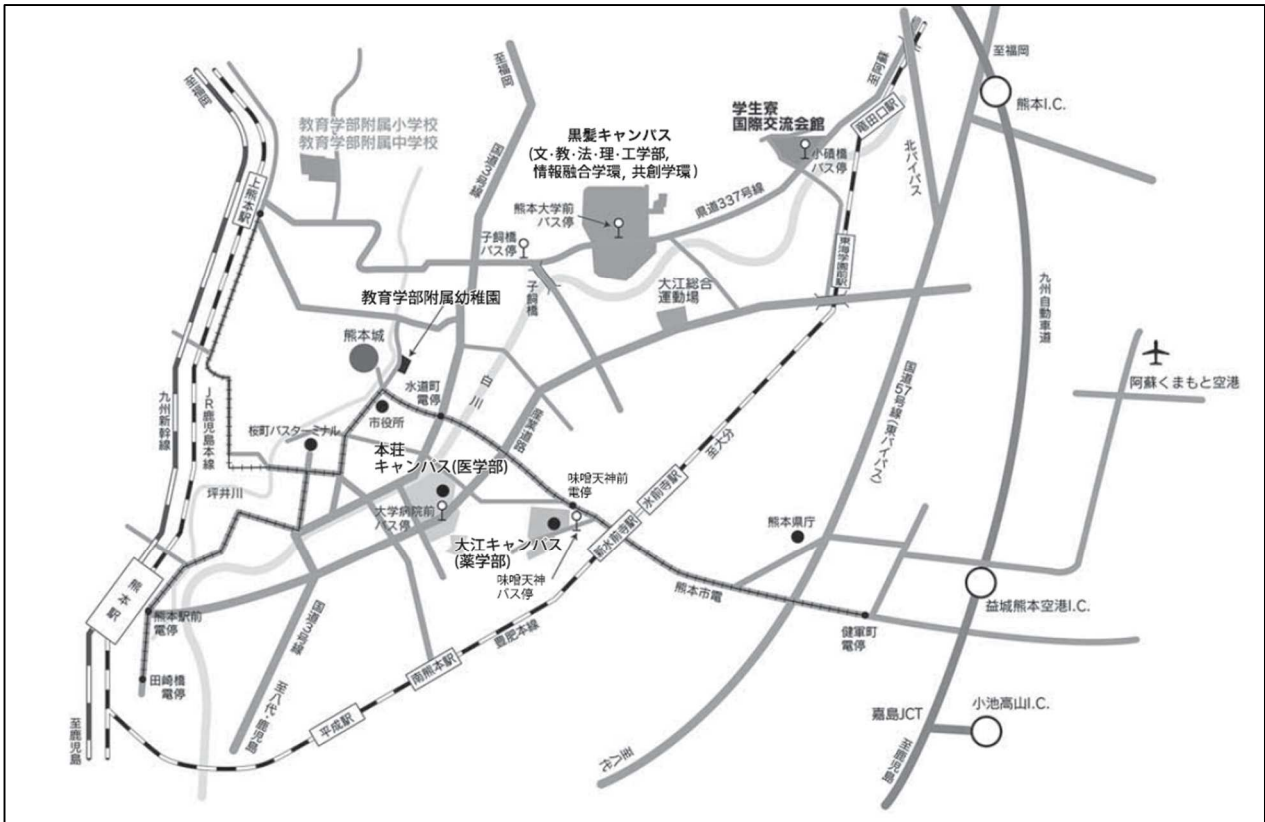 至福岡
教育学部附属小学校
教育学部附属中学校
上熊本駅
至福岡
国道3号線
黒髪キャンパス
(文・教・法・理・工学部,
情報融合学環, 共創学環)
熊本大学前
バス停
子飼橋
バス停
子飼橋
学生寮
国際交流会館
小磧橋
バス停
県道337号線
至阿蘇
竜田口駅
北バイパス
至福岡
熊本I.C.
東海学園前駅
大江総合
運動場
九州自動車道
阿蘇くまもと空港
教育学部附属幼稚園
熊本城
水道町
電停
市役所
白川
産業道路
国道57号線(東バイパス)
九州新幹線
JR鹿児島本線
桜町バスターミナル
坪井川
本荘
キャンパス(医学部)
大学病院前
バス停
味噌天神前
電停
大江キャンパス
(薬学部)
味噌天神
バス停
新水前寺駅
水前寺駅
至大分
熊本県庁
熊本市電
健軍町
電停
益城熊本空港I.C.
熊本駅
熊本駅前
電停
田崎橋
電停
至鹿児島
国道3号線
至八代・鹿児島
平成駅
南熊本駅
豊肥本線
至八代
嘉島JCT
小池高山I.C.
至鹿児島